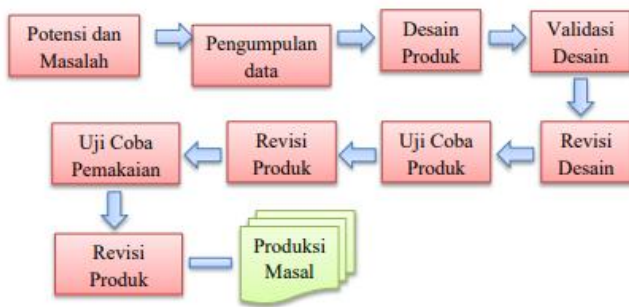 Potensi dan
Masalah
Pengumpulan
data
Desain
Produk
Validasi
Desain
Revisi
Desain
Uji Coba
Produk
Revisi
Produk
Uji Coba
Pemakaian
Revisi
Produk
Produksi
Masal